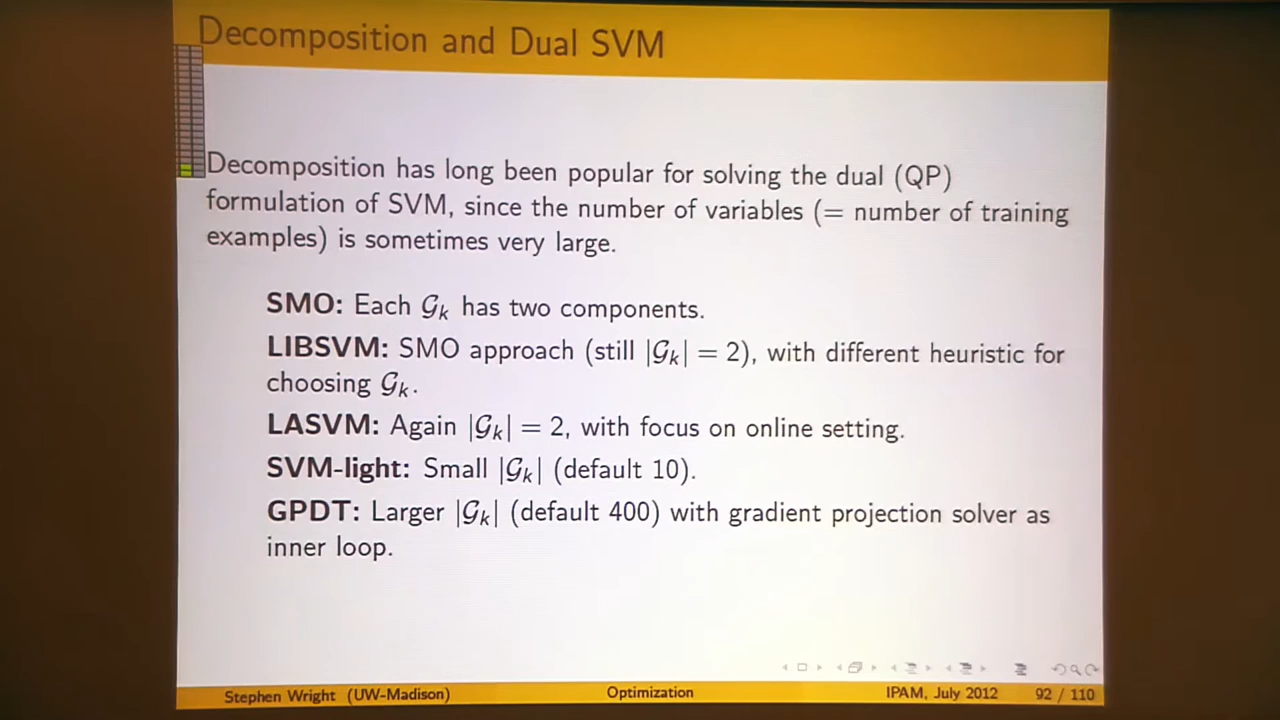 Decomposition and Dual SVM
Decomposition has long been popular for solving the dual (QP)
formulation of SVM, since the number of variables (= number of training
examples) is sometimes very large.
SMO: Each 𝒢ₖ has two components.
LIBSVM: SMO approach (still |𝒢ₖ| = 2), with different heuristic for
choosing 𝒢ₖ.
LASVM: Again |𝒢ₖ| = 2, with focus on online setting.
SVM-light: Small |𝒢ₖ| (default 10).
GPDT: Larger |𝒢ₖ| (default 400) with gradient projection solver as
inner loop.
Stephen Wright (UW-Madison) Optimization IPAM, July 2012 92 / 110